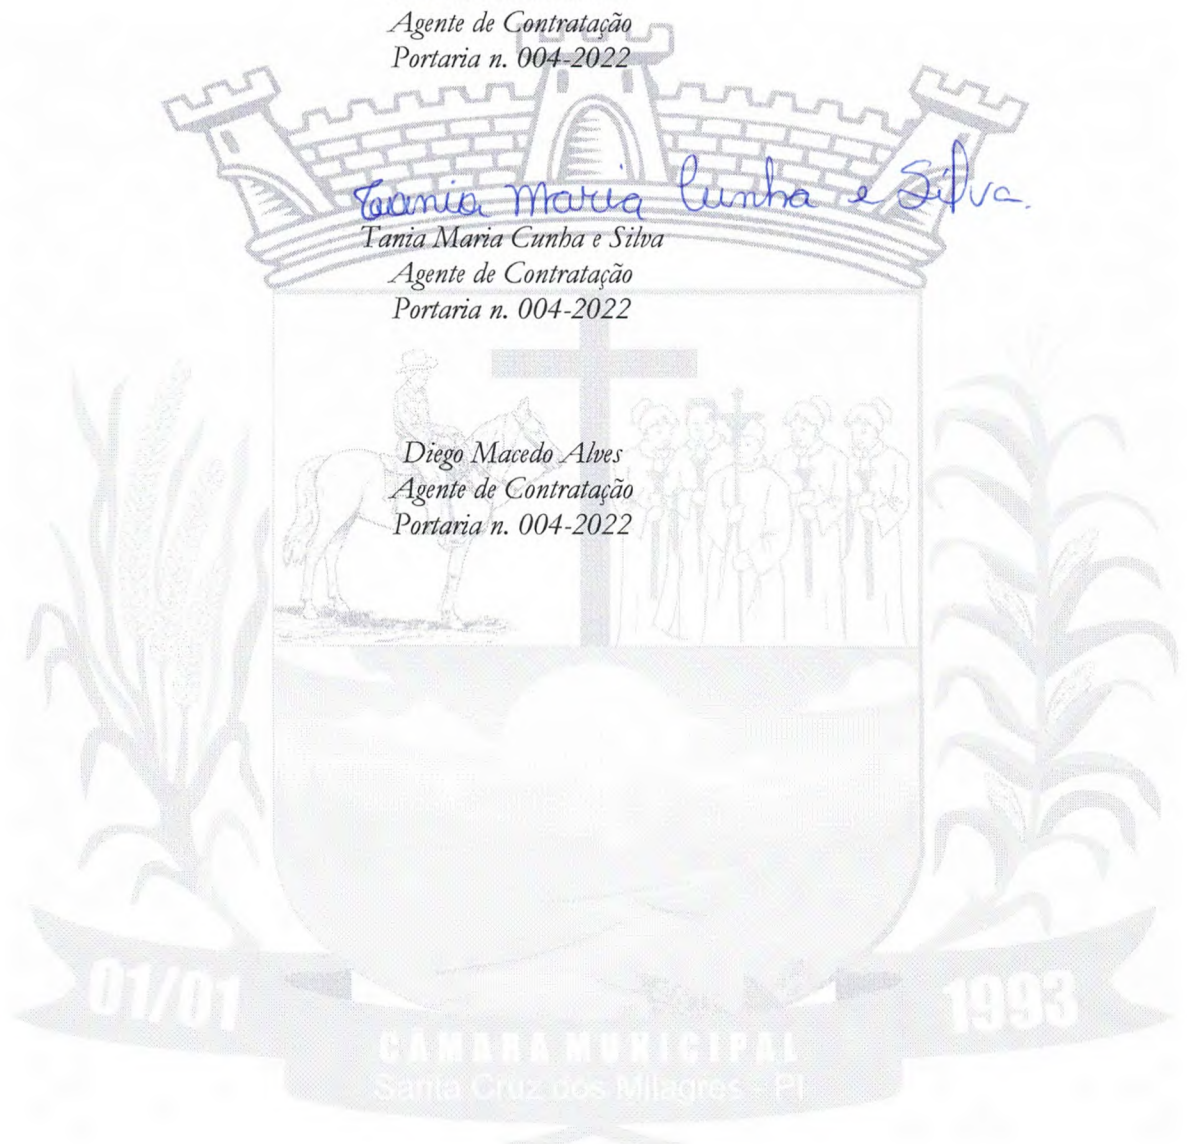 Agente de Contratação
Portaria n. 004-2022
Tania Maria Cunha e Silva.
Tania Maria Cunha e Silva
Agente de Contratação
Portaria n. 004-2022
Diego Macedo Alves
Agente de Contratação
Portaria n. 004-2022
01/01
1993
CÂMARA MUNICIPAL
Santa Cruz dos Milagres - PI